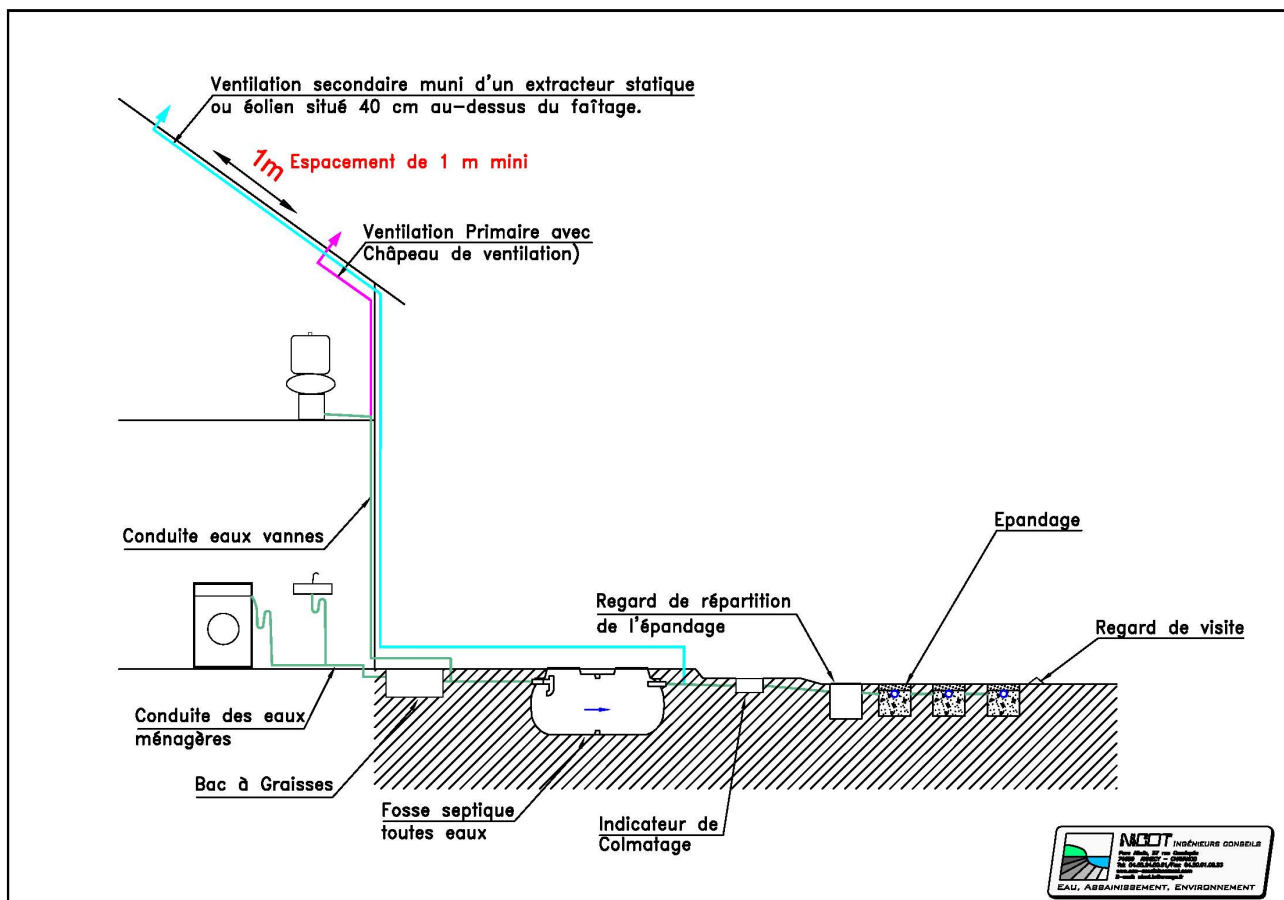 Ventilation secondaire muni d'un extracteur statique
ou éolien situé 40 cm au-dessus du faîtage.
1m
Espacement de 1 m mini
Ventilation Primaire avec
Châpeau de ventilation)
Conduite eaux vannes
Epandage
Regard de répartition
de l'épandage
Regard de visite
Conduite des eaux
ménagères
Bac à Graisses
Fosse septique
toutes eaux
Indicateur de
Colmatage
NICOT INGÉNIEURS CONSEILS
EAU, ASSAINISSEMENT, ENVIRONNEMENT